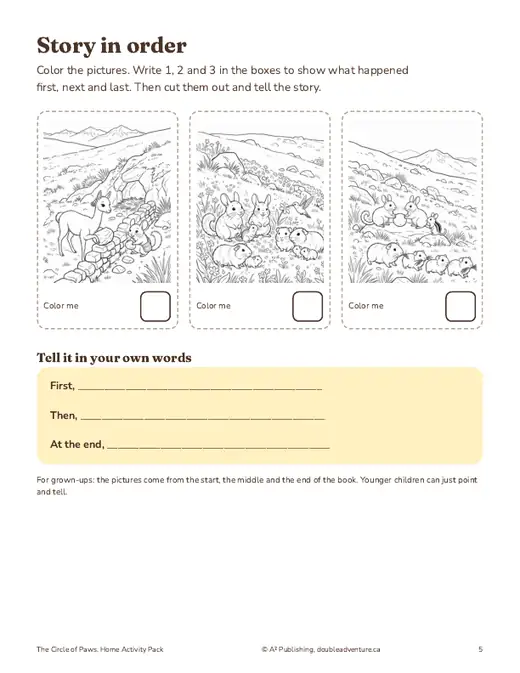 Story in order
Color the pictures. Write 1, 2 and 3 in the boxes to show what happened
first, next and last. Then cut them out and tell the story.
Color me
Color me
Color me
Tell it in your own words
First, ______________________________________________
Then, ______________________________________________
At the end, __________________________________________
For grown-ups: the pictures come from the start, the middle and the end of the book. Younger children can just point
and tell.
The Circle of Paws. Home Activity Pack
© A² Publishing, doubleadventure.ca
5